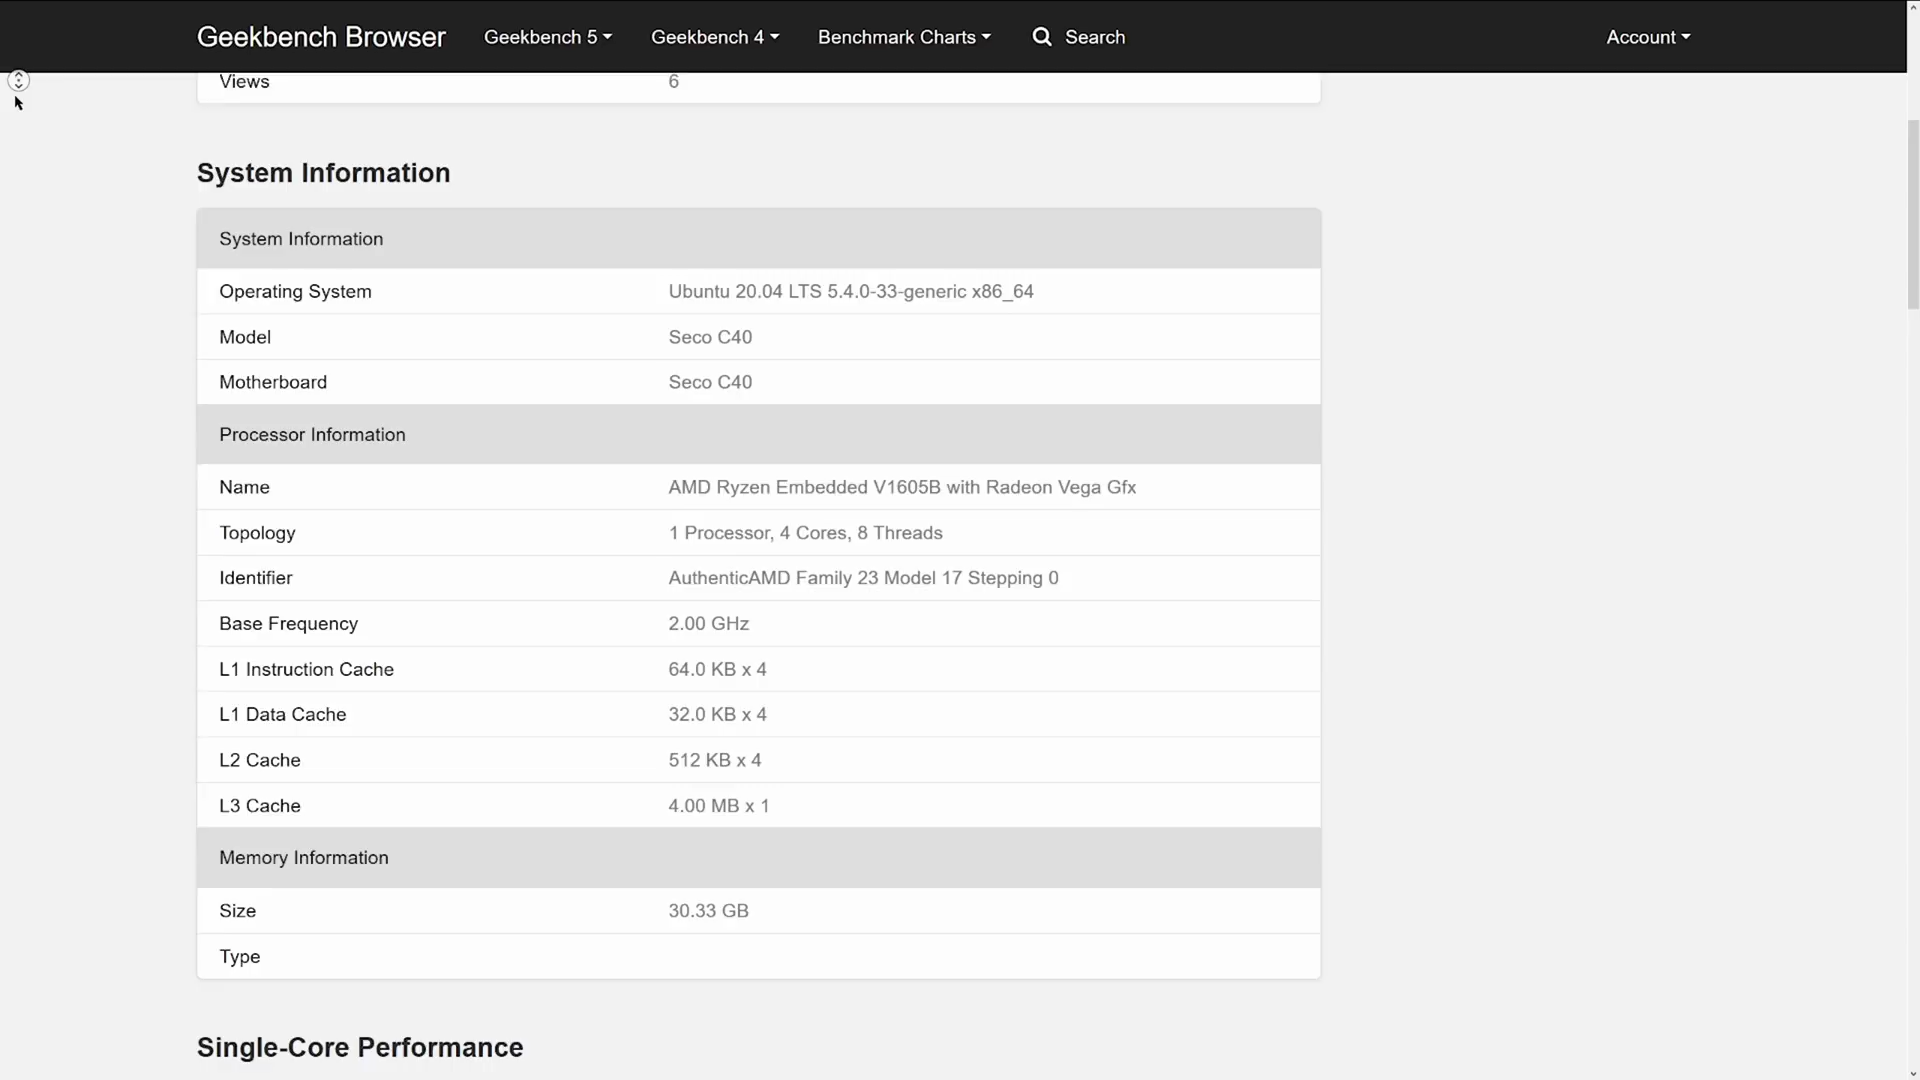 Geekbench Browser Geekbench 5 Geekbench 4 Benchmark Charts Search Account
Views 6
System Information
System Information
Operating System Ubuntu 20.04 LTS 5.4.0-33-generic x86_64
Model Seco C40
Motherboard Seco C40
Processor Information
Name AMD Ryzen Embedded V1605B with Radeon Vega Gfx
Topology 1 Processor, 4 Cores, 8 Threads
Identifier AuthenticAMD Family 23 Model 17 Stepping 0
Base Frequency 2.00 GHz
L1 Instruction Cache 64.0 KB x 4
L1 Data Cache 32.0 KB x 4
L2 Cache 512 KB x 4
L3 Cache 4.00 MB x 1
Memory Information
Size 30.33 GB
Type
Single-Core Performance